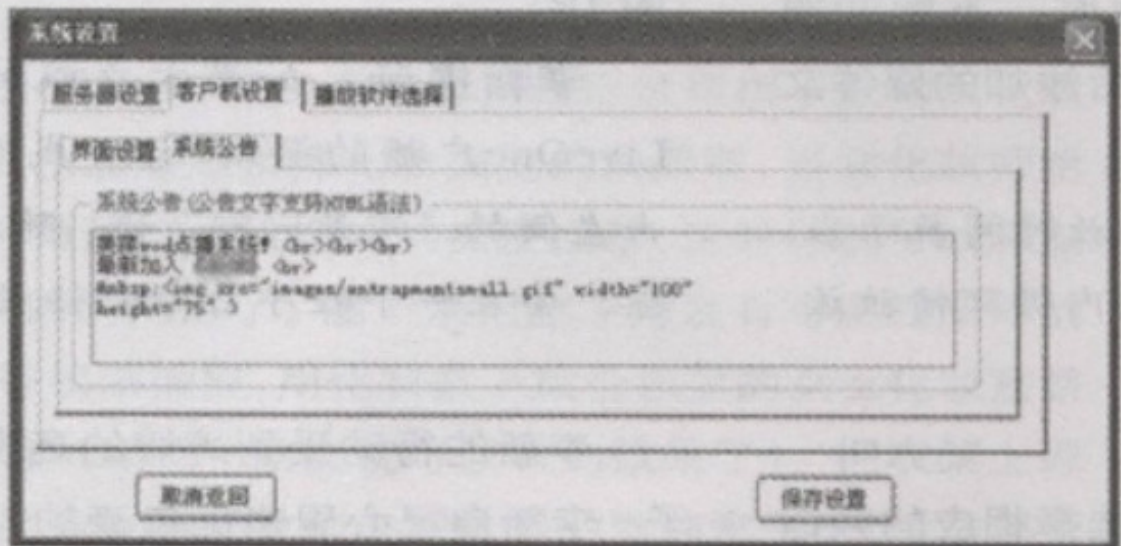 系统设置
服务器设置 客户机设置 播放软件选择
界面设置 系统公告
系统公告(公告文字支持HTML语法)
美萍vod点播系统! <br><br><br>
最新加入 <br>
&nbsp;<img src="images/entrapmentsmall.gif" width="100"
height="75" >
取消返回 保存设置